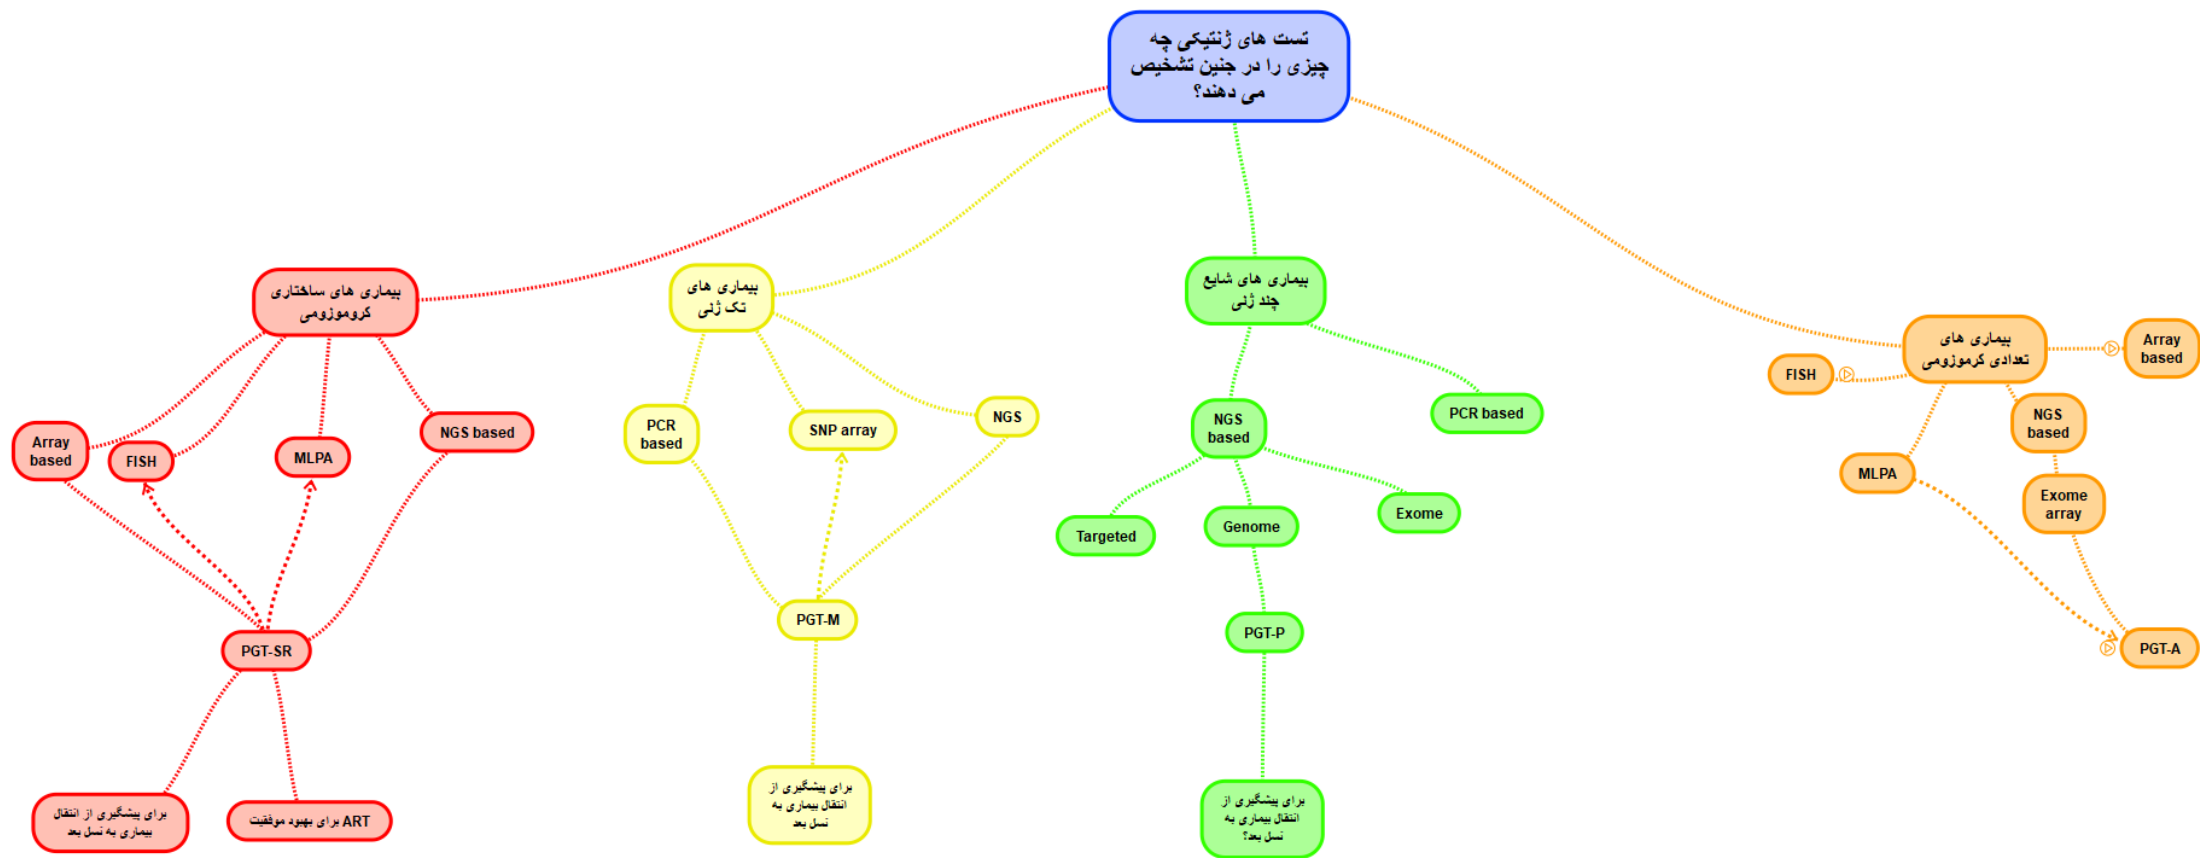 تست های ژنتیکی چه
چیزی را در جنین تشخیص
می دهند؟
بیماری های ساختاری
کروموزومی
Array
based
FISH
MLPA
NGS based
PGT-SR
برای پیشگیری از انتقال
بیماری به نسل بعد
ART برای بهبود موفقیت
بیماری های
تک ژنی
PCR
based
SNP array
NGS
PGT-M
برای پیشگیری از
انتقال بیماری به
نسل بعد
بیماری های شایع
چند ژنی
NGS
based
PCR based
Targeted
Genome
Exome
PGT-P
برای پیشگیری از
انتقال بیماری به
نسل بعد؟
بیماری های
تعدادی کرموزومی
Array
based
FISH
NGS
based
MLPA
Exome
array
PGT-A